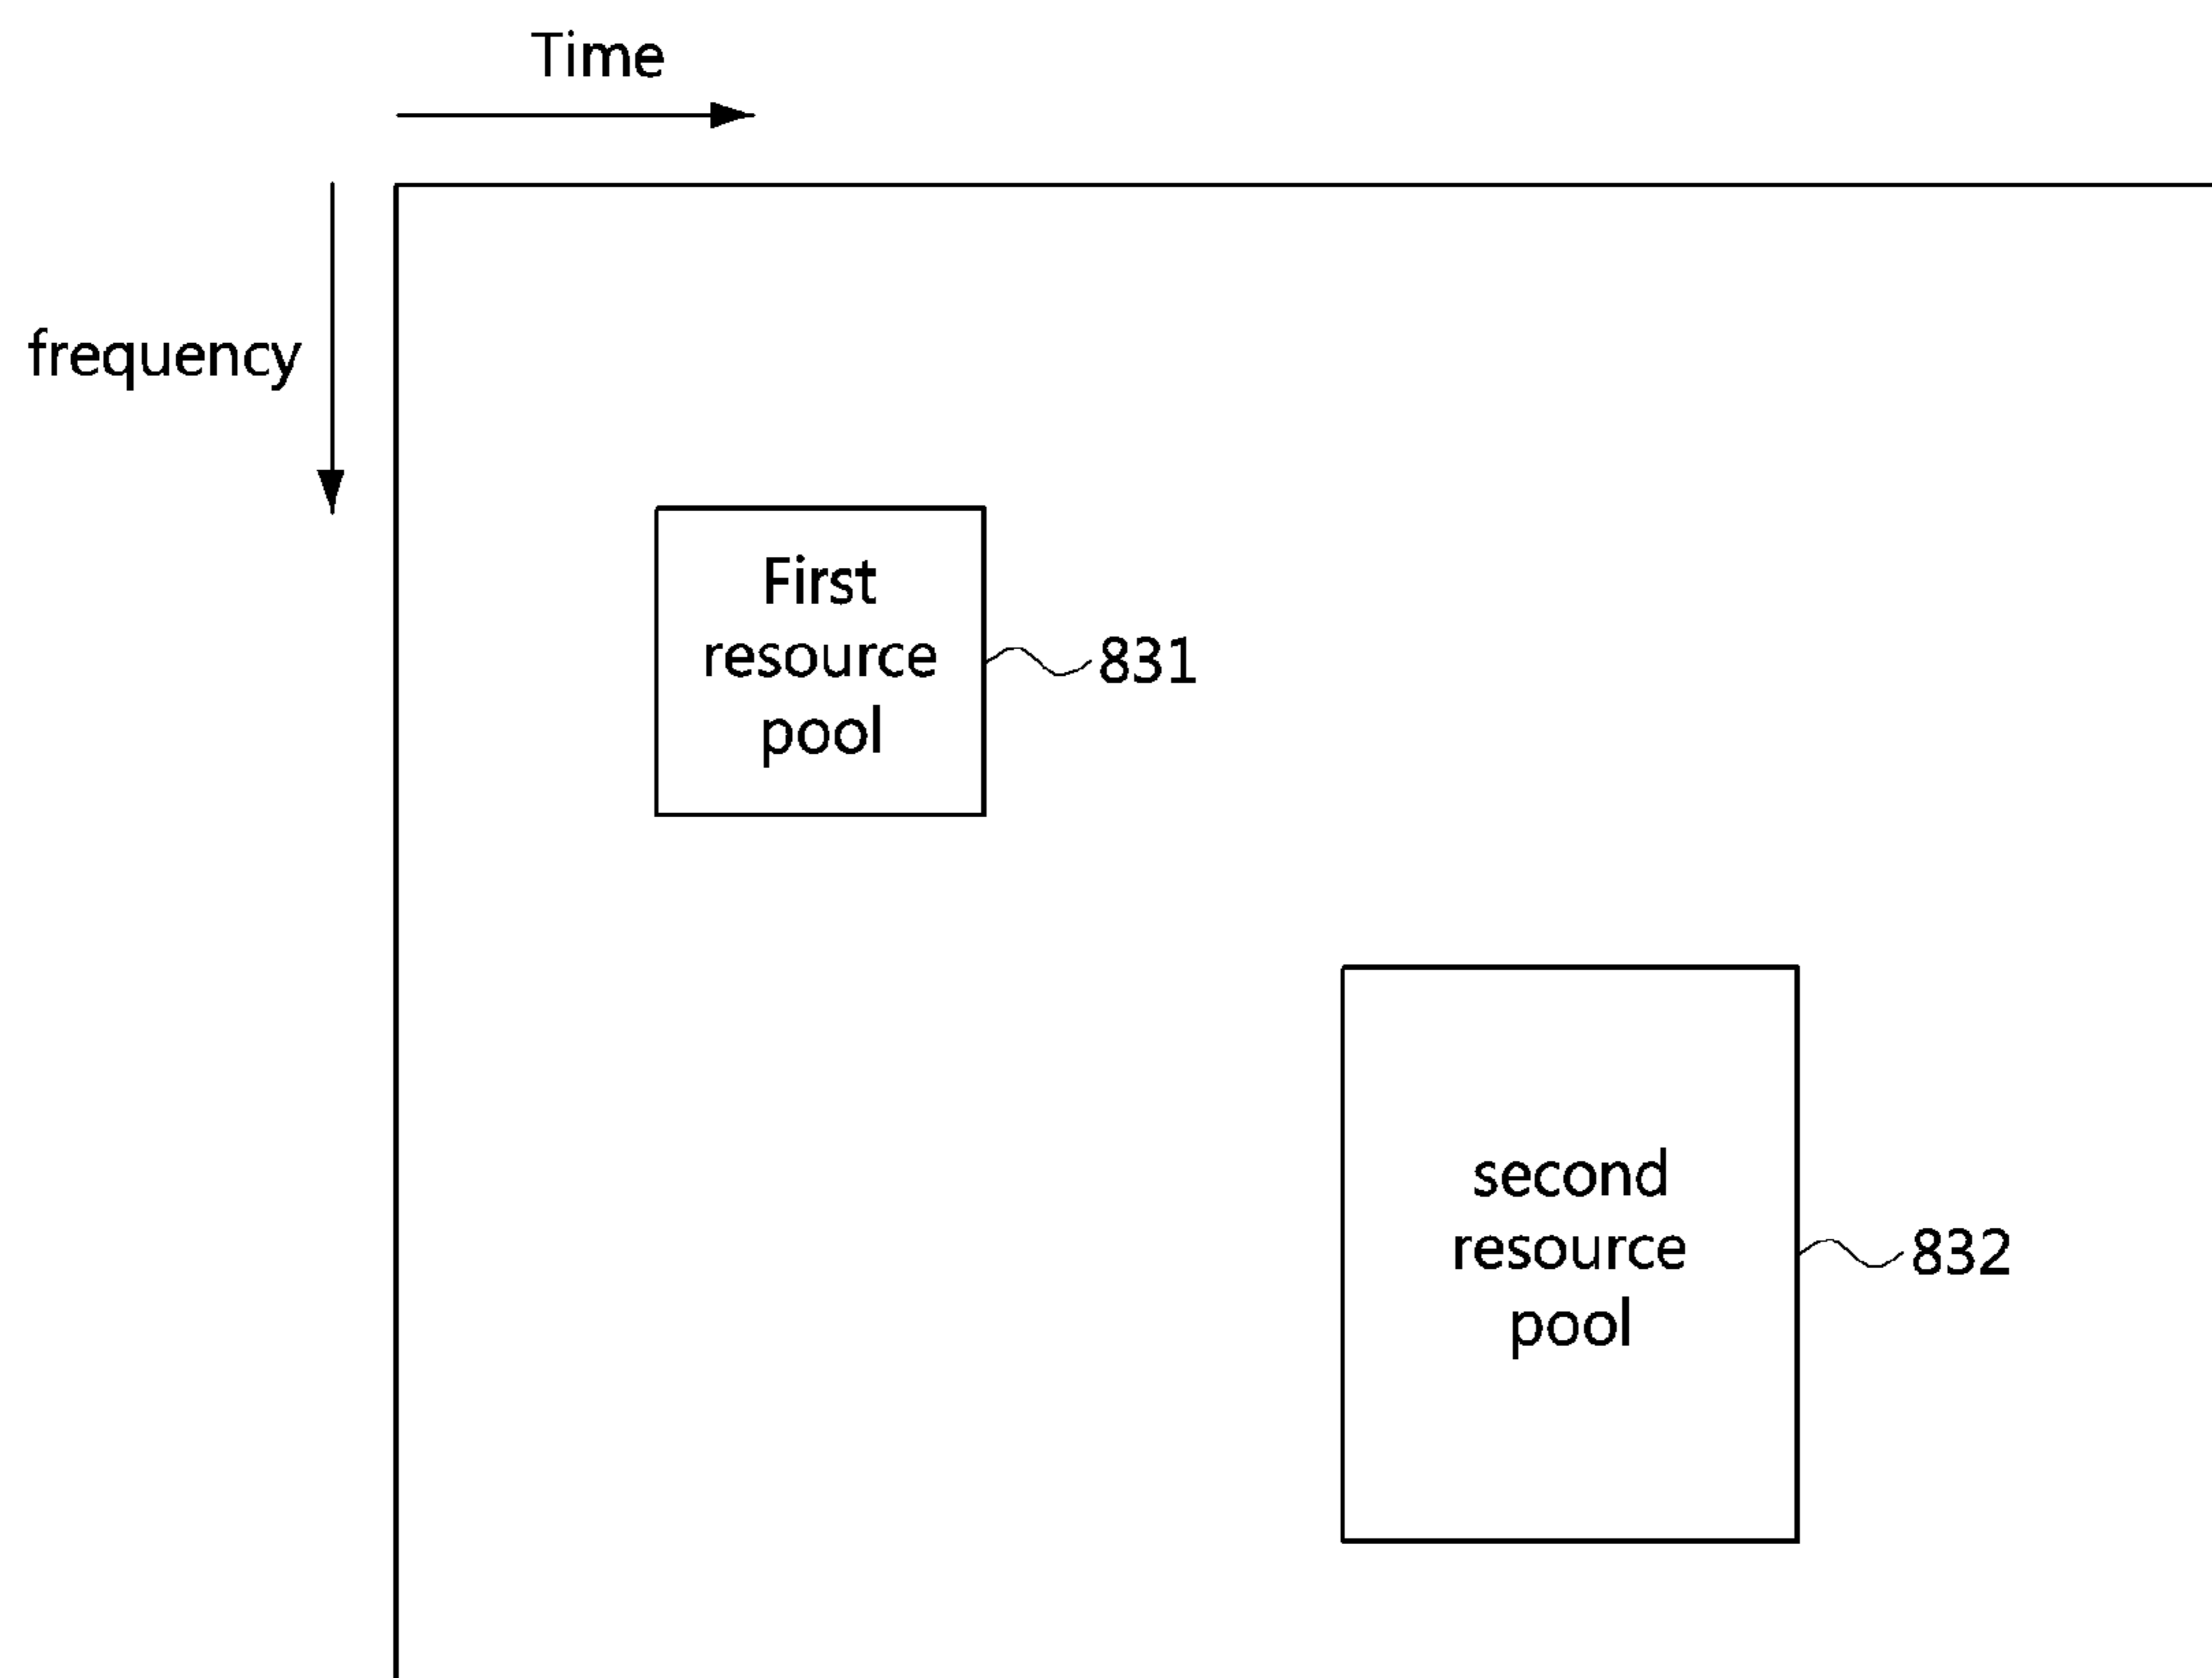 Time
frequency
First
resource
pool
831
second
resource
pool
832